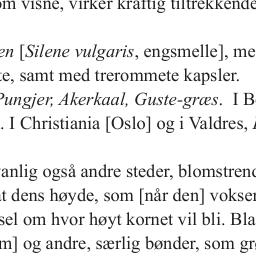 om visne, virker kraftig tiltrekkende
en [Silene vulgaris, engsmelle], me
te, samt med trerommete kapsler.
Pungjer, Akerkaal, Guste-græs. I B
. I Christiania [Oslo] og i Valdres,
anlig også andre steder, blomstrend
t dens høyde, som [når den] vokser
sel om hvor høyt kornet vil bli. Bla
m] og andre, særlig bønder, som gr